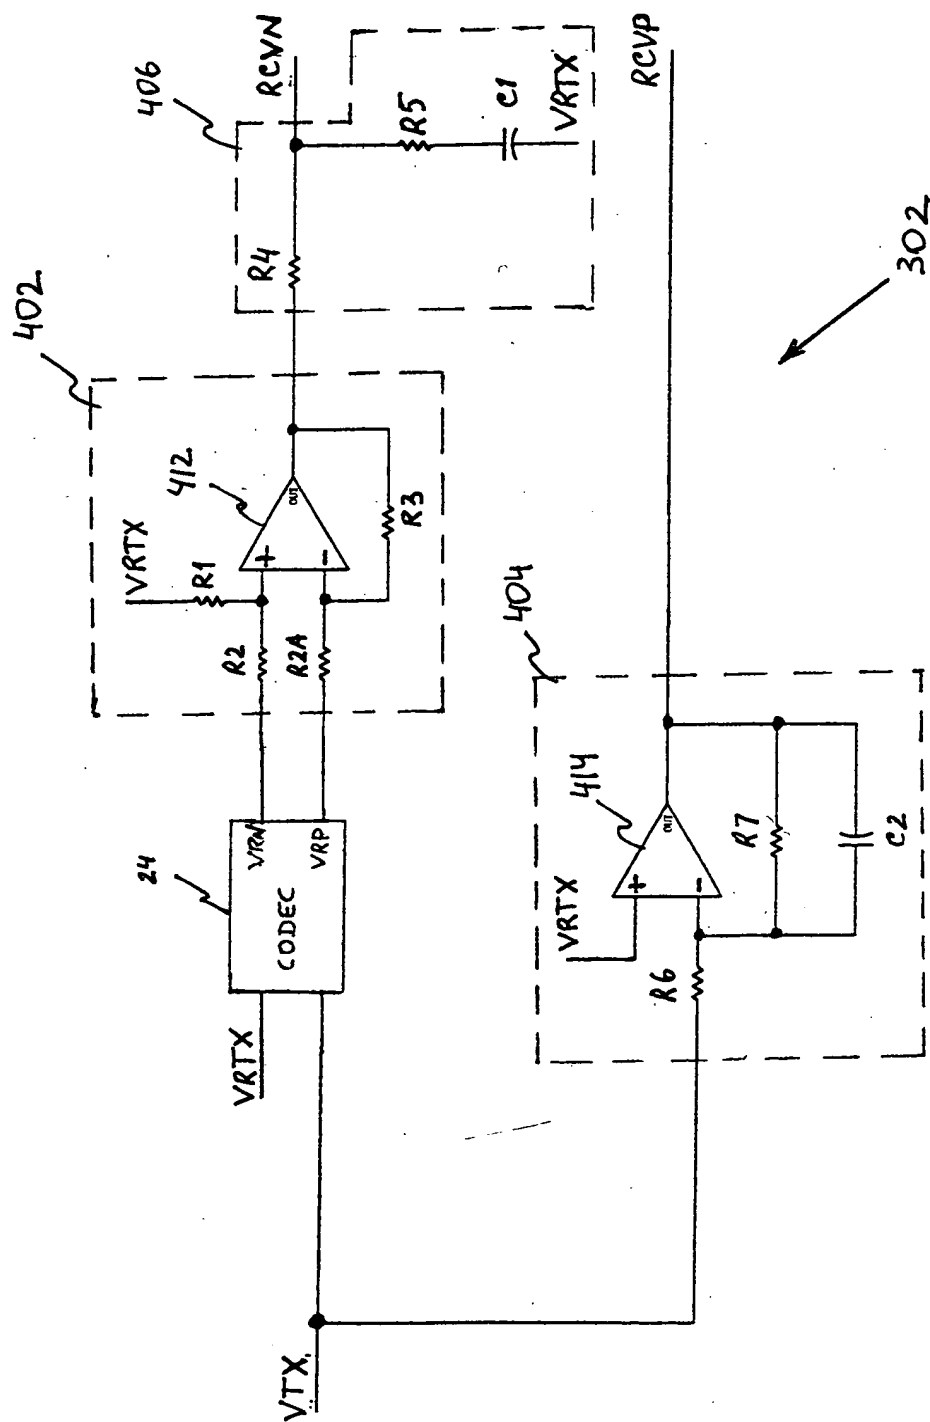 406
RCVN
R4
R5
C1
VRTX
402
412
VRTX
R1
R2
R2A
+
−
OUT
R3
24
VRN
VRP
CODEC
VRTX
RCVP
404
414
VRTX
+
−
OUT
R6
R7
C2
VTX
302